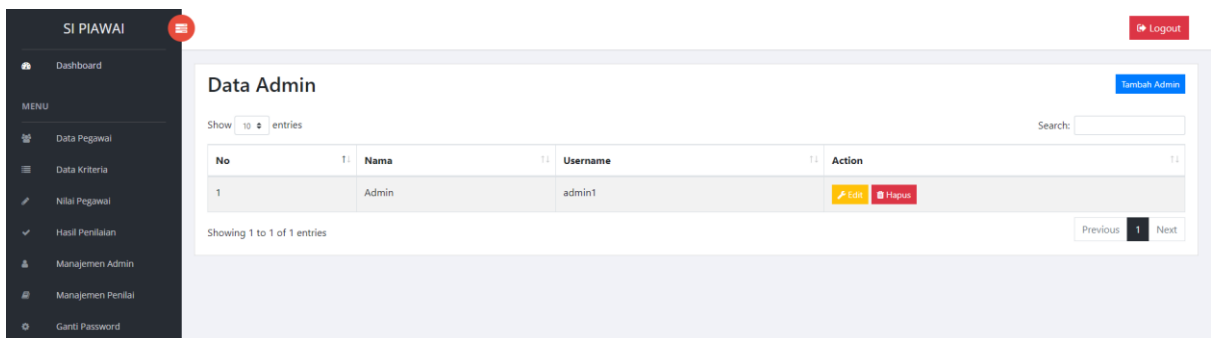 SI PIAWAI
Logout
Dashboard
MENU
Data Pegawai
Data Kriteria
Nilai Pegawai
Hasil Penilaian
Manajemen Admin
Manajemen Penilai
Ganti Password
Data Admin
Tambah Admin
Show 10 entries
Search:
No Nama Username Action
1 Admin admin1 Edit Hapus
Showing 1 to 1 of 1 entries
Previous 1 Next